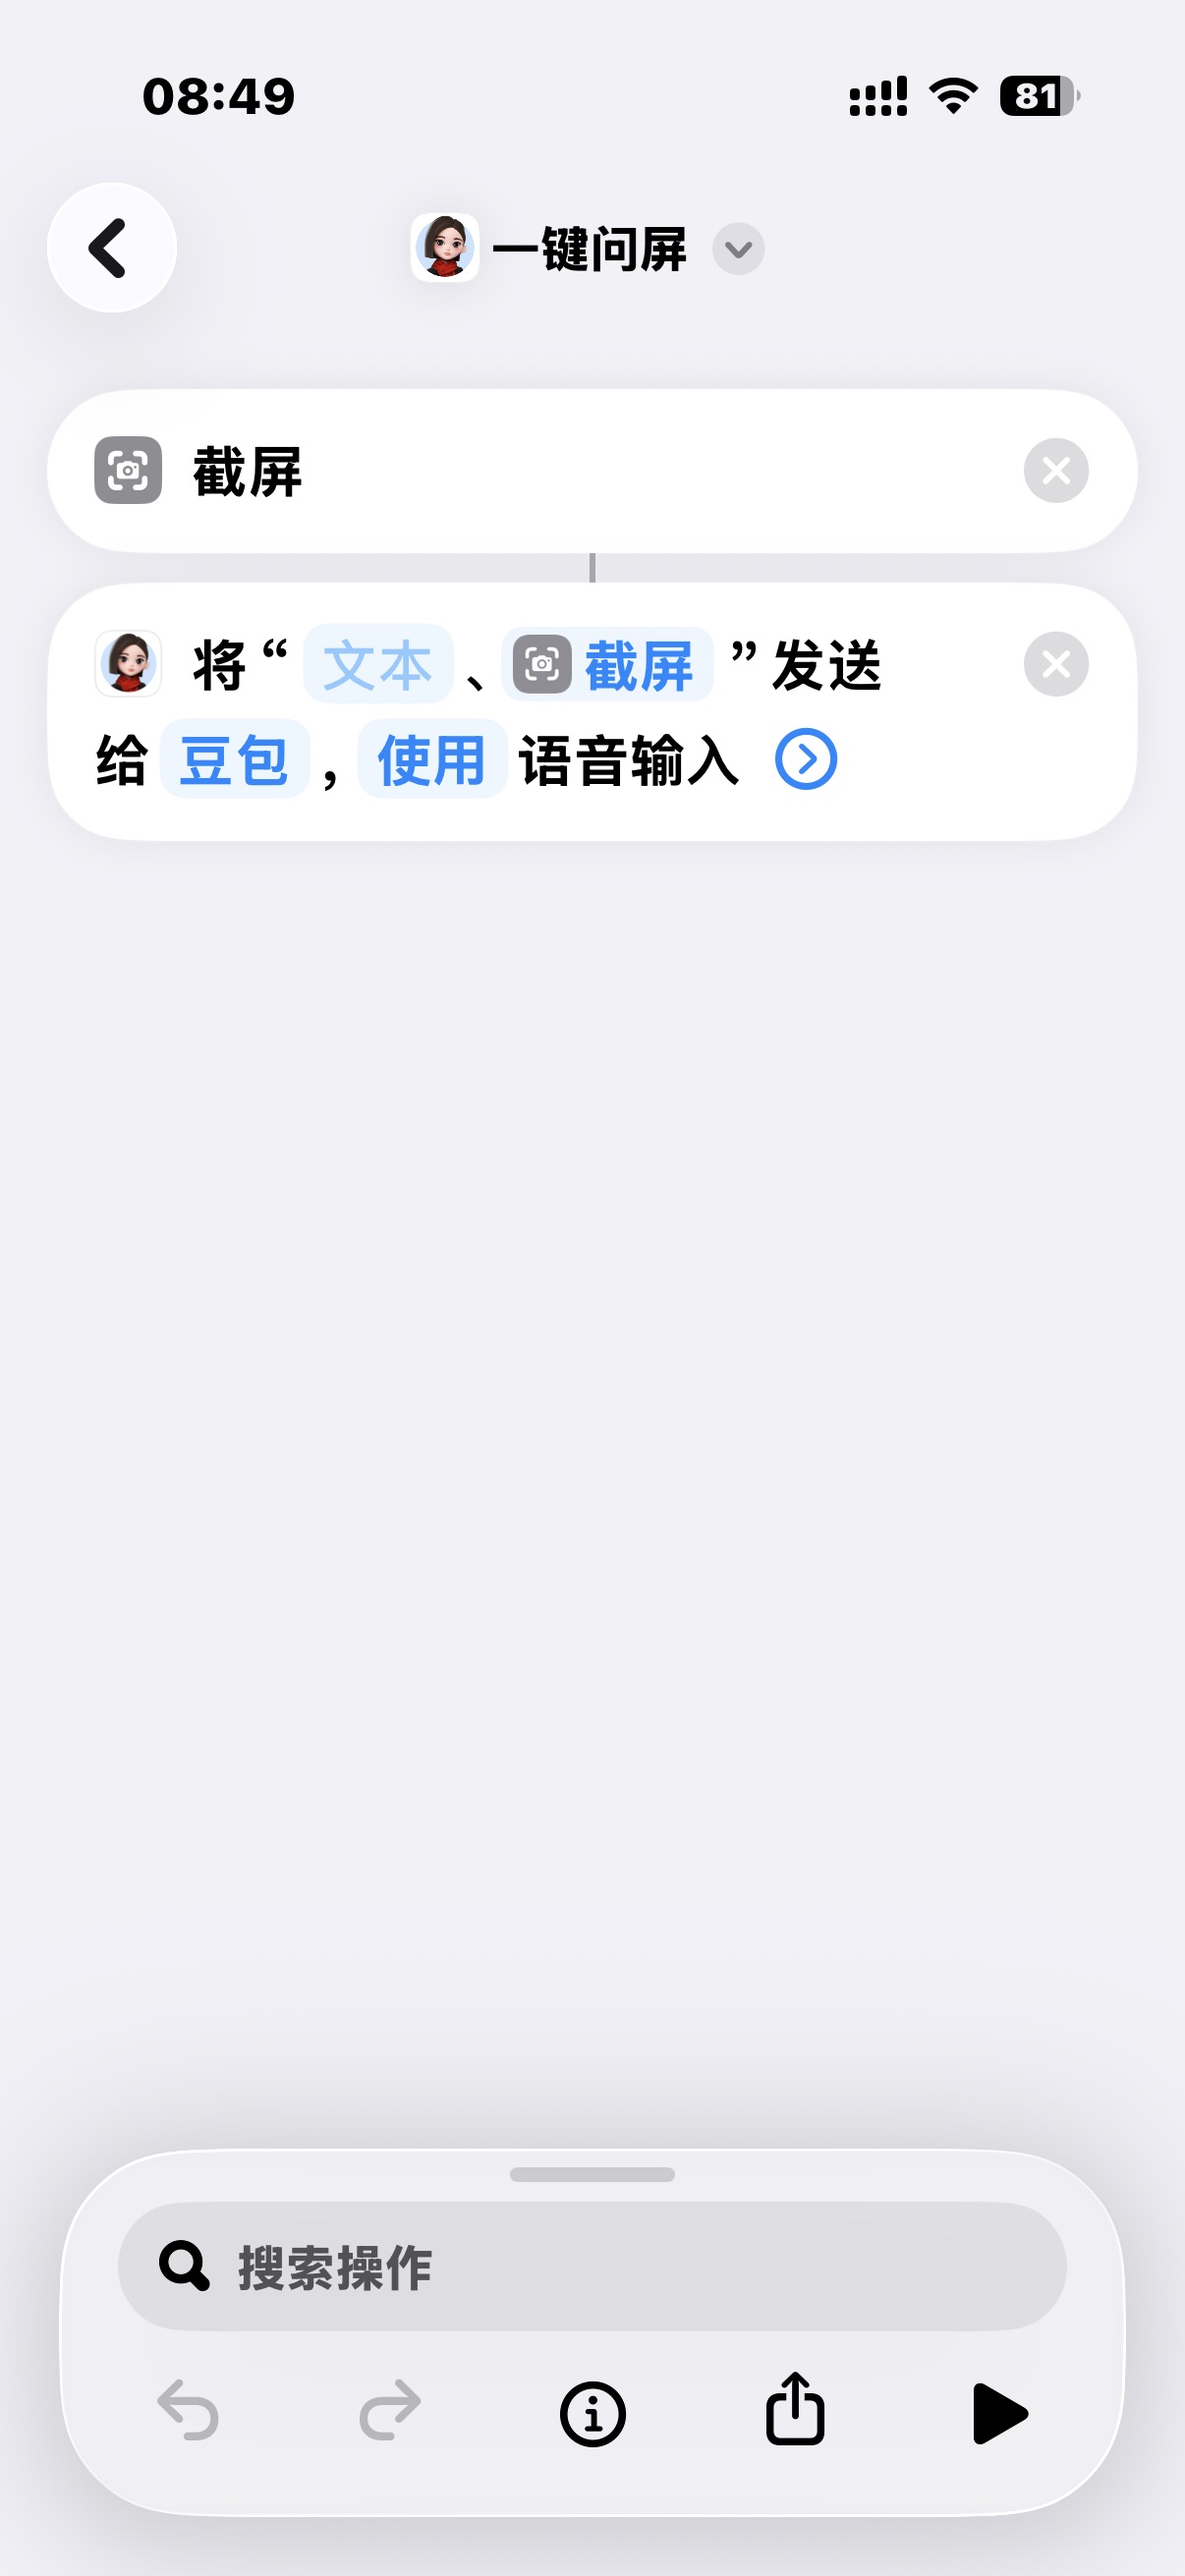 08:49
81
一键问屏
截屏
将“ 文本 、 截屏 ”发送
给 豆包 ，使用 语音输入
搜索操作